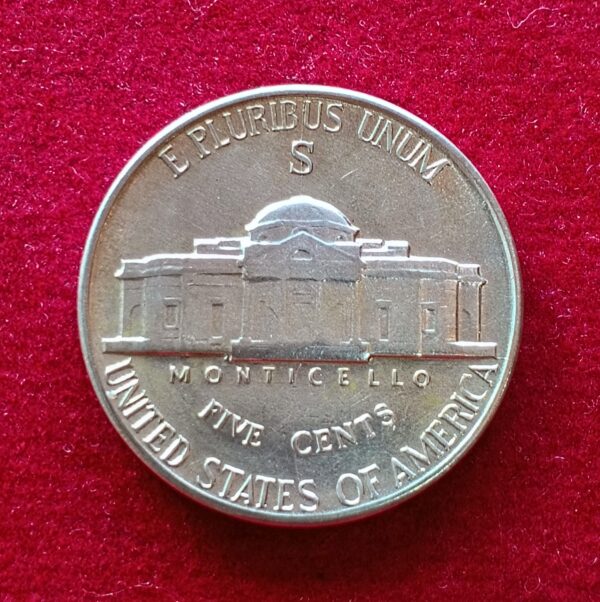 E PLURIBUS UNUM
S
MONTICELLO
FIVE CENTS
UNITED STATES OF AMERICA